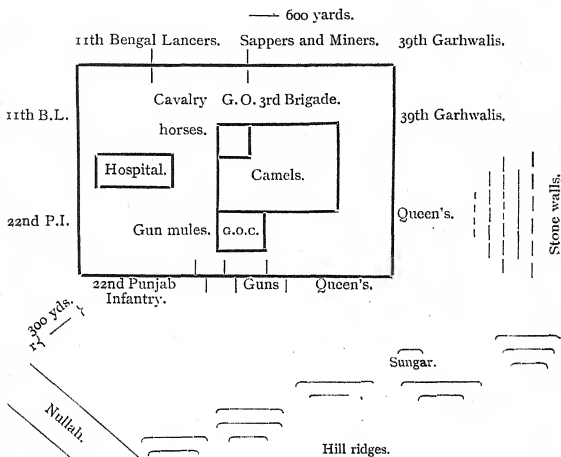 600 yards.
11th Bengal Lancers. Sappers and Miners. 39th Garhwalis.
Cavalry G. O. 3rd Brigade.
11th B.L.
39th Garhwalis.
horses.
Hospital.
Camels.
22nd P.I.
Gun mules.
G.O.C.
Queen's.
Stone walls.
22nd Punjab
Infantry.
Guns
Queen's.
300 yds.
Sungar.
Nullah.
Hill ridges.